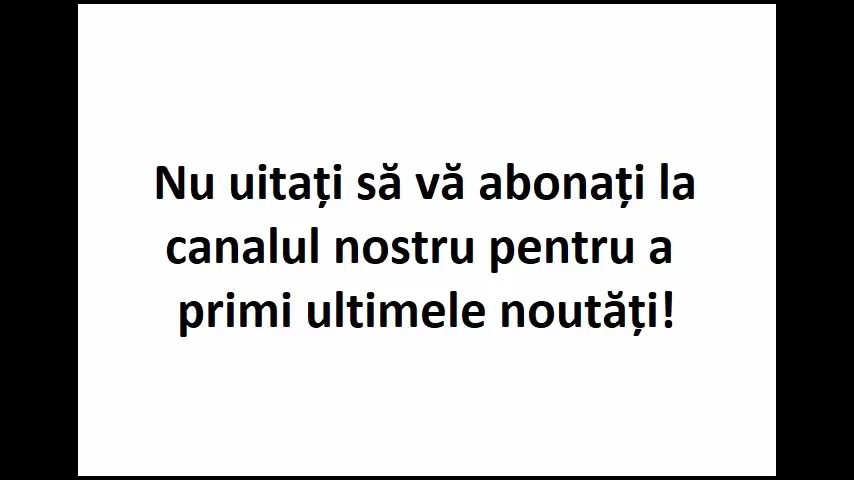 Nu uitați să vă abonați la
canalul nostru pentru a
primi ultimele noutăți!